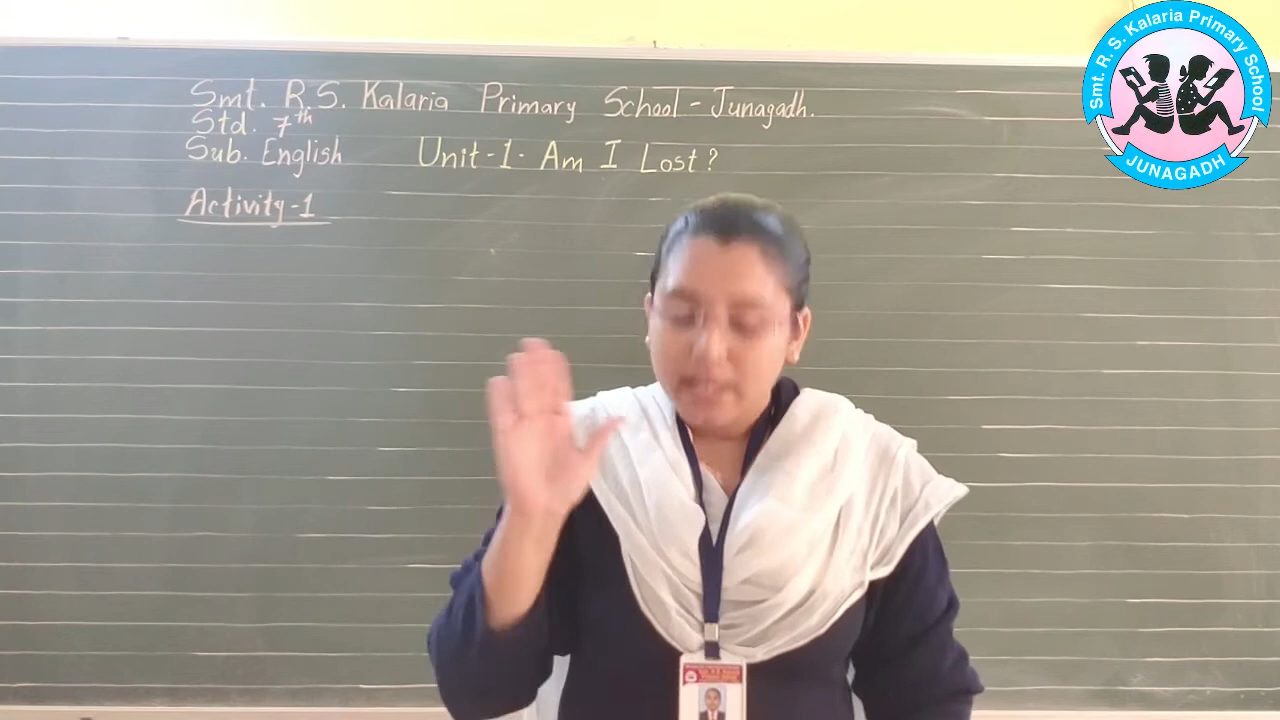 Smt. R.S. Kalaria Primary School - Junagadh.
Std. 7th
Sub. English Unit-1- Am I Lost?
Activity-1
Smt. R. S. Kalaria Primary School
JUNAGADH